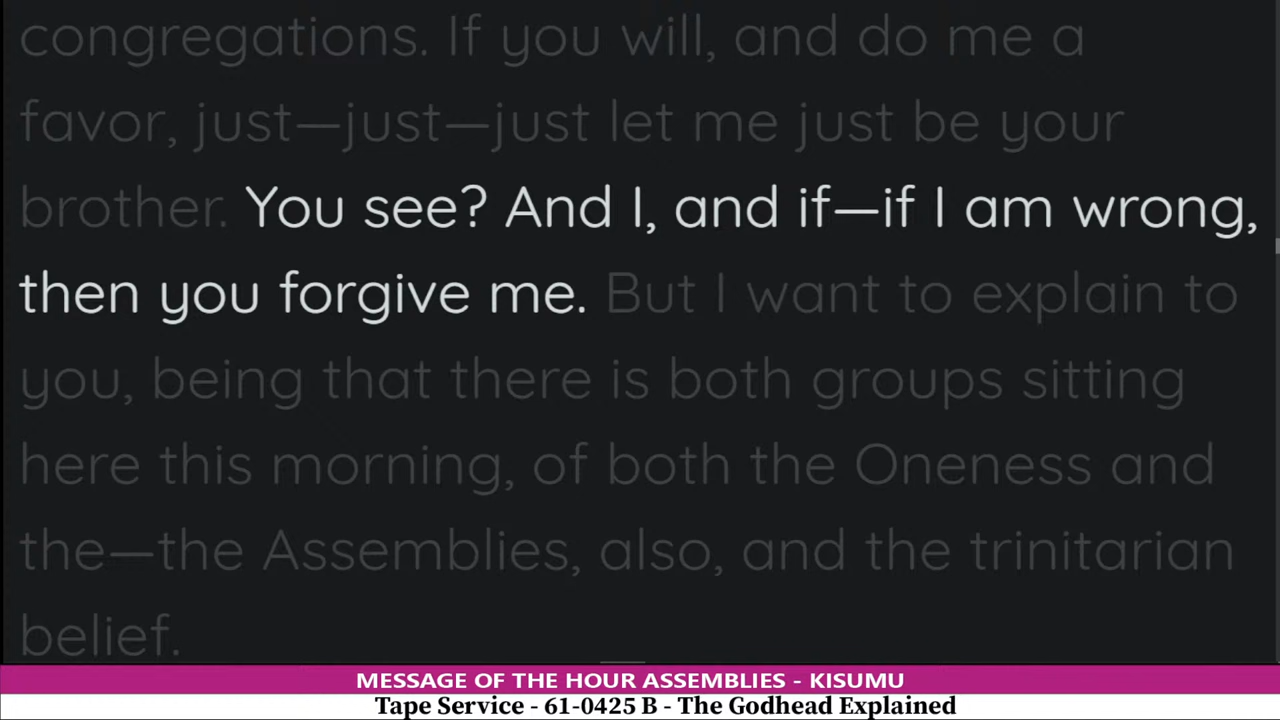 congregations. If you will, and do me a
favor, just—just—just let me just be your
brother. You see? And I, and if—if I am wrong,
then you forgive me. But I want to explain to
you, being that there is both groups sitting
here this morning, of both the Oneness and
the—the Assemblies, also, and the trinitarian
belief.
MESSAGE OF THE HOUR ASSEMBLIES - KISUMU
Tape Service - 61-0425 B - The Godhead Explained